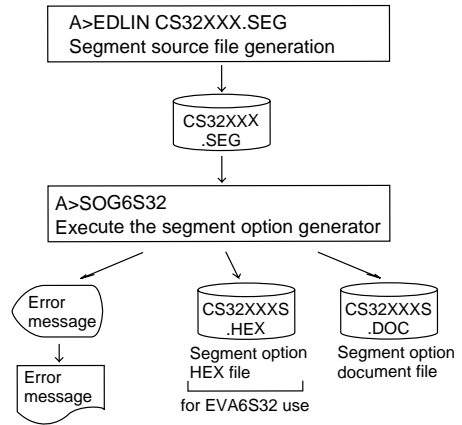 A>EDLIN CS32XXX.SEG
Segment source file generation
CS32XXX
.SEG
A>SOG6S32
Execute the segment option generator
Error
message
Error
message
CS32XXXS
.HEX
Segment option
HEX file
for EVA6S32 use
CS32XXXS
.DOC
Segment option
document file